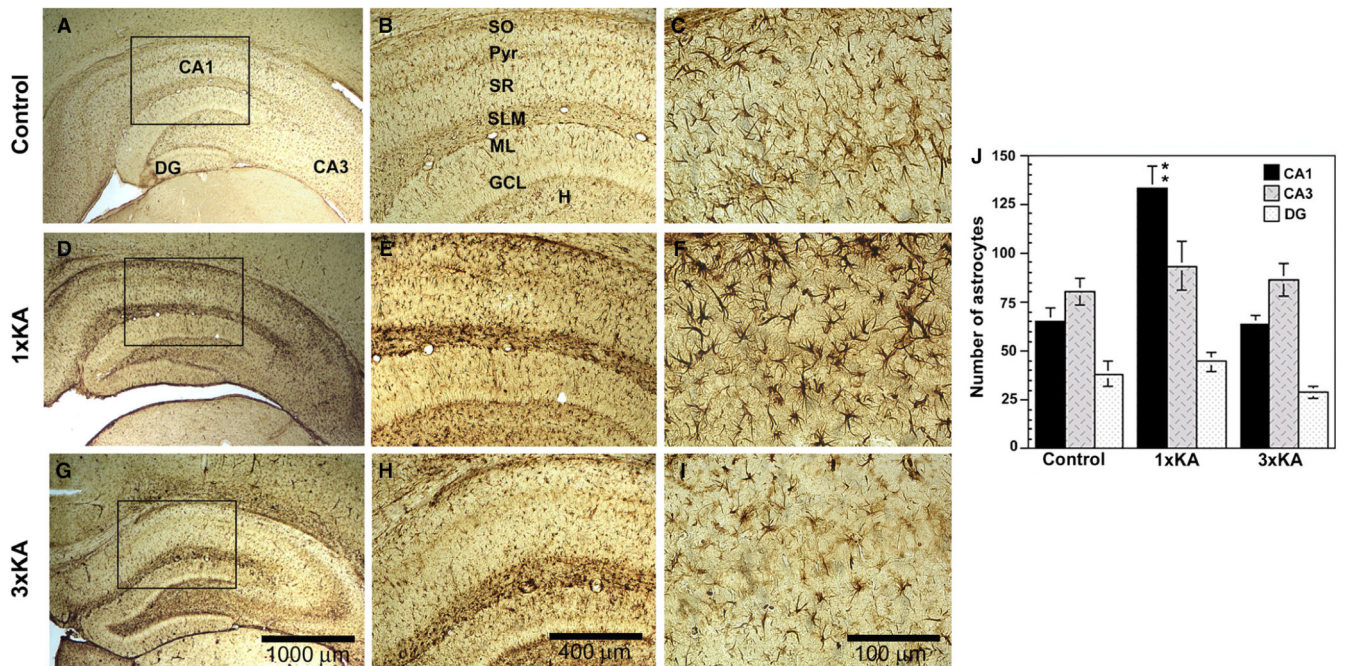 Control
A
CA1
DG
CA3
B
SO
Pyr
SR
SLM
ML
GCL
H
C
1xKA
D
E
F
3xKA
G
1000 µm
H
400 µm
I
100 µm
J
Number of astrocytes
150
125
100
75
50
25
0
**
CA1
CA3
DG
Control 1xKA 3xKA